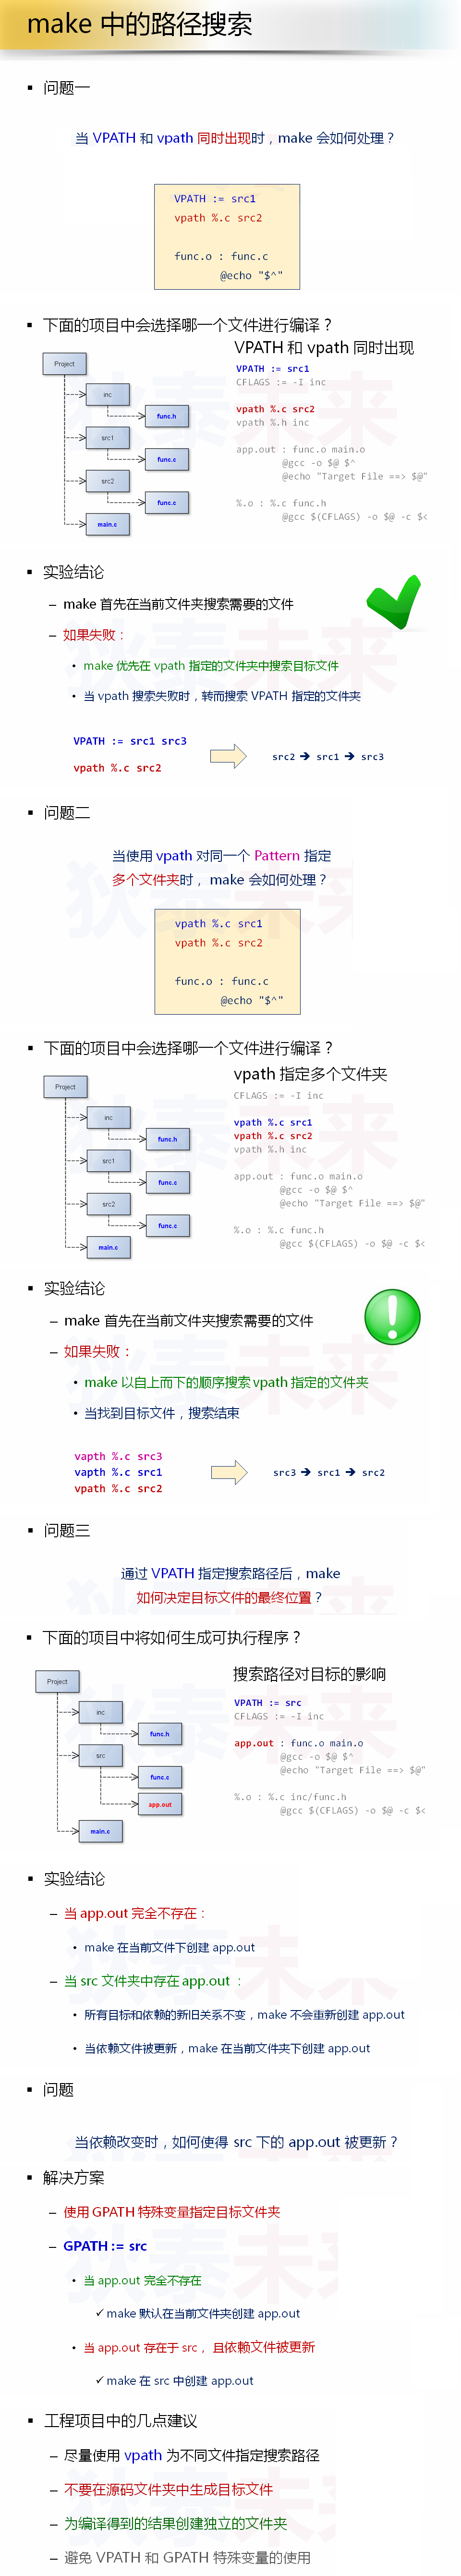 make 中的路径搜索
问题一
当 VPATH 和 vpath 同时出现时，make 会如何处理？
VPATH := src1
vpath %.c src2
func.o : func.c
@echo "$^"
下面的项目中会选择哪一个文件进行编译？
VPATH 和 vpath 同时出现
Project
inc
func.h
src1
func.c
src2
func.c
main.c
VPATH := src1
CFLAGS := -I inc
vpath %.c src2
vpath %.h inc
app.out : func.o main.o
@gcc -o $@ $^
@echo "Target File ==> $@"
%.o : %.c func.h
@gcc $(CFLAGS) -o $@ -c $<
实验结论
– make 首先在当前文件夹搜索需要的文件
– 如果失败：
• make 优先在 vpath 指定的文件夹中搜索目标文件
• 当 vpath 搜索失败时，转而搜索 VPATH 指定的文件夹
VPATH := src1 src3
vpath %.c src2
src2 → src1 → src3
问题二
当使用 vpath 对同一个 Pattern 指定
多个文件夹时， make 会如何处理？
vpath %.c src1
vpath %.c src2
func.o : func.c
@echo "$^"
下面的项目中会选择哪一个文件进行编译？
vpath 指定多个文件夹
Project
inc
func.h
src1
func.c
src2
func.c
main.c
CFLAGS := -I inc
vpath %.c src1
vpath %.c src2
vpath %.h inc
app.out : func.o main.o
@gcc -o $@ $^
@echo "Target File ==> $@"
%.o : %.c func.h
@gcc $(CFLAGS) -o $@ -c $<
实验结论
– make 首先在当前文件夹搜索需要的文件
– 如果失败：
• make 以自上而下的顺序搜索 vpath 指定的文件夹
• 当找到目标文件，搜索结束
vapth %.c src3
vapth %.c src1
vpath %.c src2
src3 → src1 → src2
问题三
通过 VPATH 指定搜索路径后，make
如何决定目标文件的最终位置？
下面的项目中将如何生成可执行程序？
搜索路径对目标的影响
Project
inc
func.h
src
func.c
app.out
main.c
VPATH := src
CFLAGS := -I inc
app.out : func.o main.o
@gcc -o $@ $^
@echo "Target File ==> $@"
%.o : %.c inc/func.h
@gcc $(CFLAGS) -o $@ -c $<
实验结论
– 当 app.out 完全不存在：
• make 在当前文件下创建 app.out
– 当 src 文件夹中存在 app.out ：
• 所有目标和依赖的新旧关系不变，make 不会重新创建 app.out
• 当依赖文件被更新，make 在当前文件夹下创建 app.out
问题
当依赖改变时，如何使得 src 下的 app.out 被更新？
解决方案
– 使用 GPATH 特殊变量指定目标文件夹
– GPATH := src
• 当 app.out 完全不存在
✓ make 默认在当前文件夹创建 app.out
• 当 app.out 存在于 src ， 且依赖文件被更新
✓ make 在 src 中创建 app.out
工程项目中的几点建议
– 尽量使用 vpath 为不同文件指定搜索路径
– 不要在源码文件夹中生成目标文件
– 为编译得到的结果创建独立的文件夹
– 避免 VPATH 和 GPATH 特殊变量的使用